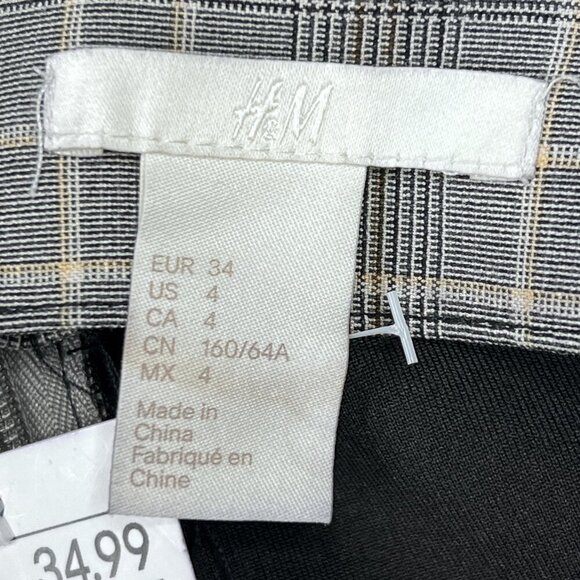 H&M
EUR 34
US 4
CA 4
CN 160/64A
MX 4
Made in
China
Fabriqué en
Chine
34.99